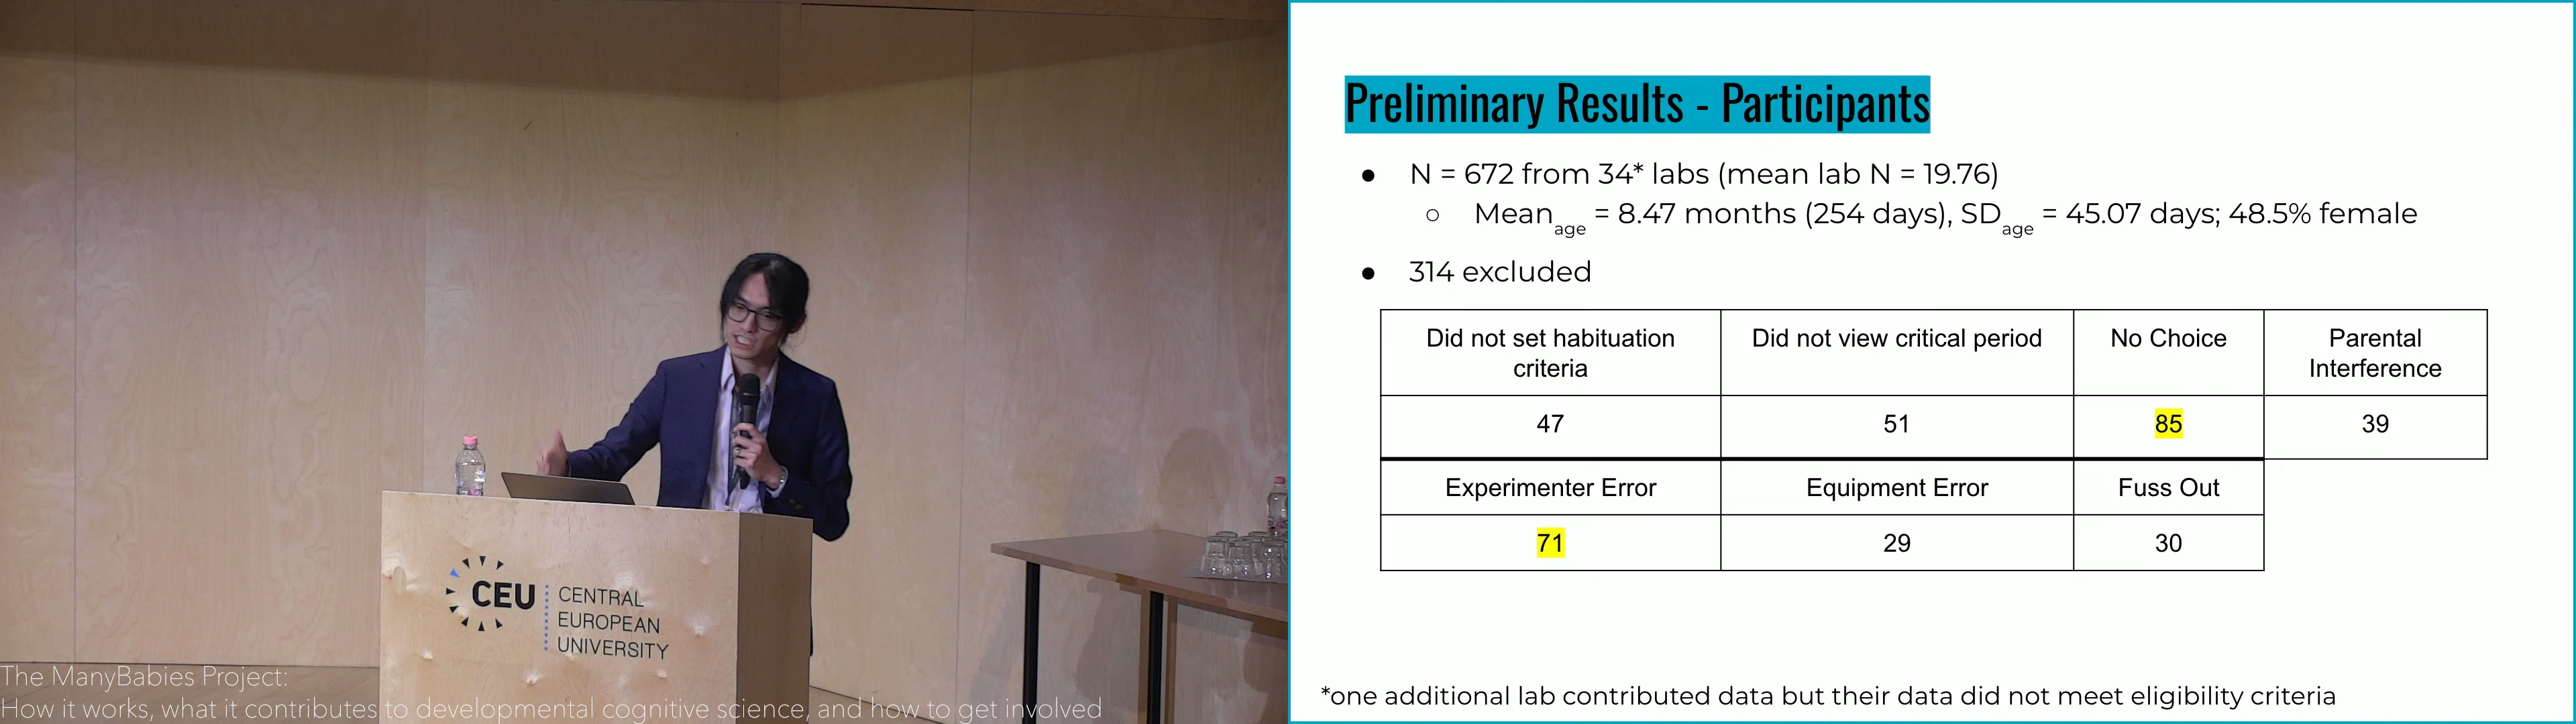 CEU
CENTRAL
EUROPEAN
UNIVERSITY
The ManyBabies Project:
How it works, what it contributes to developmental cognitive science, and how to get involved
Preliminary Results - Participants
● N = 672 from 34* labs (mean lab N = 19.76)
○ Meanage = 8.47 months (254 days), SDage = 45.07 days; 48.5% female
● 314 excluded
Did not set habituation criteria Did not view critical period No Choice Parental Interference
47 51 85 39
Experimenter Error Equipment Error Fuss Out
71 29 30
*one additional lab contributed data but their data did not meet eligibility criteria